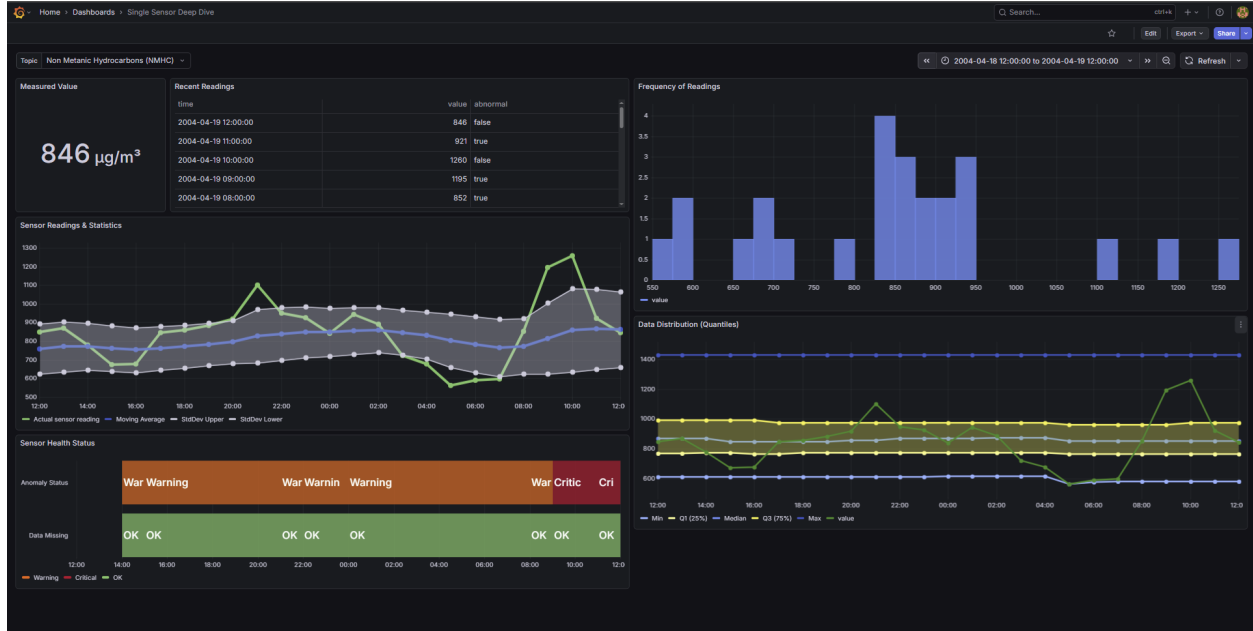 Home › Dashboards › Single Sensor Deep Dive
Search... ctrl+k
Edit Export Share
Topic Non Metanic Hydrocarbons (NMHC)
2004-04-18 12:00:00 to 2004-04-19 12:00:00 Refresh
Measured Value
846 µg/m³
Recent Readings
time value abnormal
2004-04-19 12:00:00 846 false
2004-04-19 11:00:00 921 true
2004-04-19 10:00:00 1260 false
2004-04-19 09:00:00 1195 true
2004-04-19 08:00:00 852 true
Frequency of Readings
4
3.5
3
2.5
2
1.5
1
0.5
0
550 600 650 700 750 800 850 900 950 1000 1050 1100 1150 1200 1250
value
Sensor Readings & Statistics
1300
1200
1100
1000
900
800
700
600
500
12:00 14:00 16:00 18:00 20:00 22:00 00:00 02:00 04:00 06:00 08:00 10:00 12:0
Actual sensor reading Moving Average StdDev Upper StdDev Lower
Data Distribution (Quantiles)
1400
1200
1000
800
600
12:00 14:00 16:00 18:00 20:00 22:00 00:00 02:00 04:00 06:00 08:00 10:00 12:0
Min Q1 (25%) Median Q3 (75%) Max value
Sensor Health Status
Anomaly Status War Warning War Warnin Warning War Critic Cri
Data Missing OK OK OK OK OK OK OK OK
12:00 14:00 16:00 18:00 20:00 22:00 00:00 02:00 04:00 06:00 08:00 10:00 12:0
Warning Critical OK